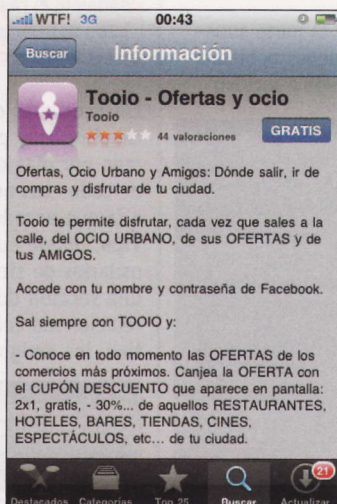 WTF! 3G 00:43
Buscar Información
Tooio - Ofertas y ocio
Tooio
44 valoraciones GRATIS
Ofertas, Ocio Urbano y Amigos: Dónde salir, ir de
compras y disfrutar de tu ciudad.
Tooio te permite disfrutar, cada vez que sales a la
calle, del OCIO URBANO, de sus OFERTAS y de
tus AMIGOS.
Accede con tu nombre y contraseña de Facebook.
Sal siempre con TOOIO y:
- Conoce en todo momento las OFERTAS de los
comercios más próximos. Canjea la OFERTA con
el CUPÓN DESCUENTO que aparece en pantalla:
2x1, gratis, - 30%... de aquellos RESTAURANTES,
HOTELES, BARES, TIENDAS, CINES,
ESPECTÁCULOS, etc... de tu ciudad.
21
Destacados Categorías Top 25 Buscar Actualizar